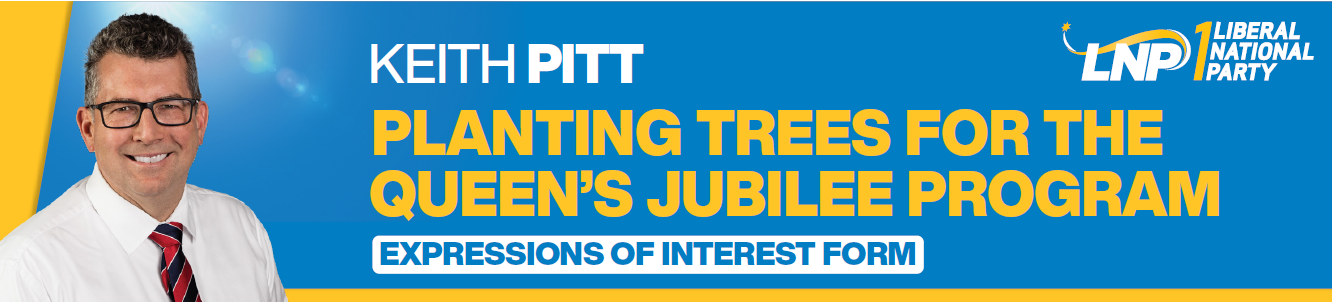 KEITH PITT
LNP
LIBERAL
NATIONAL
PARTY
PLANTING TREES FOR THE
QUEEN'S JUBILEE PROGRAM
EXPRESSIONS OF INTEREST FORM